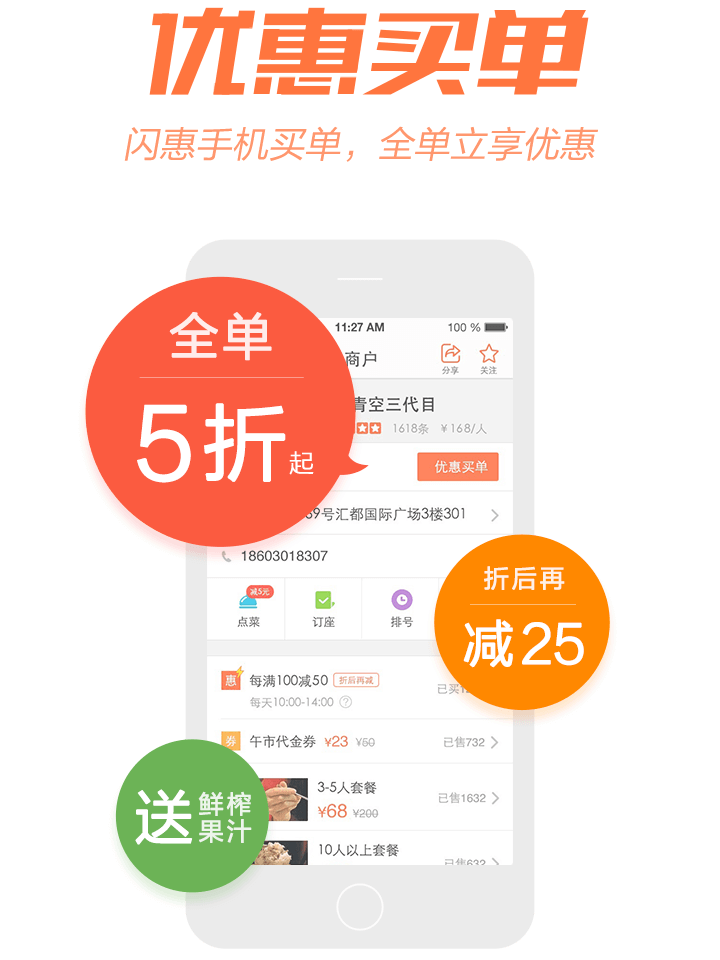 优惠买单
闪惠手机买单，全单立享优惠
11:27 AM
100 %
商户
分享
关注
全单
5折起
青空三代目
1618条
￥168/人
优惠买单
号汇都国际广场3楼301
18603018307
减5元
点菜
订座
排号
折后再
减25
惠
每满100减50
折后再减
已买1
每天10:00-14:00 ?
券
午市代金券 ¥23 ¥50
已售732
送鲜榨果汁
3-5人套餐
¥68 ¥200
已售1632
10人以上套餐
已售632